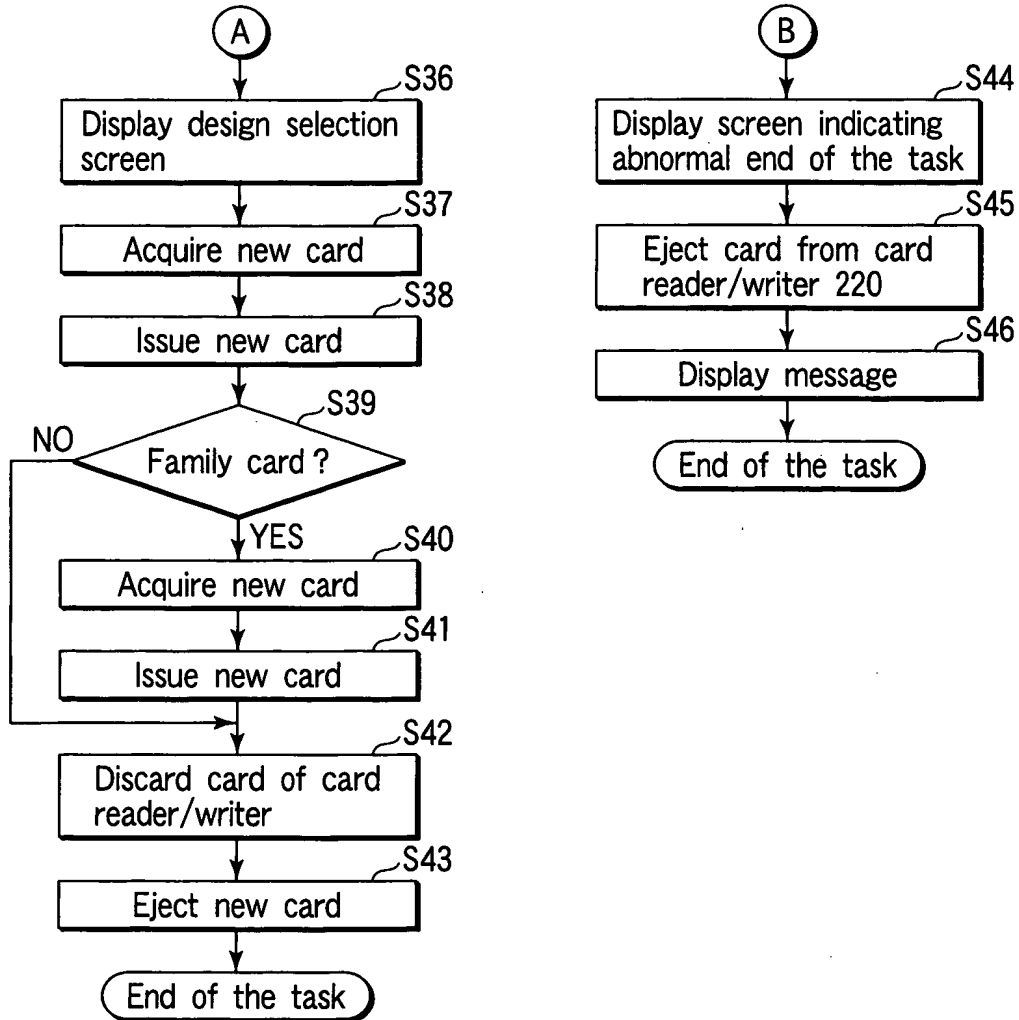 A
S36
Display design selection
screen
S37
Acquire new card
S38
Issue new card
S39
Family card ?
NO
YES
S40
Acquire new card
S41
Issue new card
S42
Discard card of card
reader/writer
S43
Eject new card
End of the task
B
S44
Display screen indicating
abnormal end of the task
S45
Eject card from card
reader/writer 220
S46
Display message
End of the task